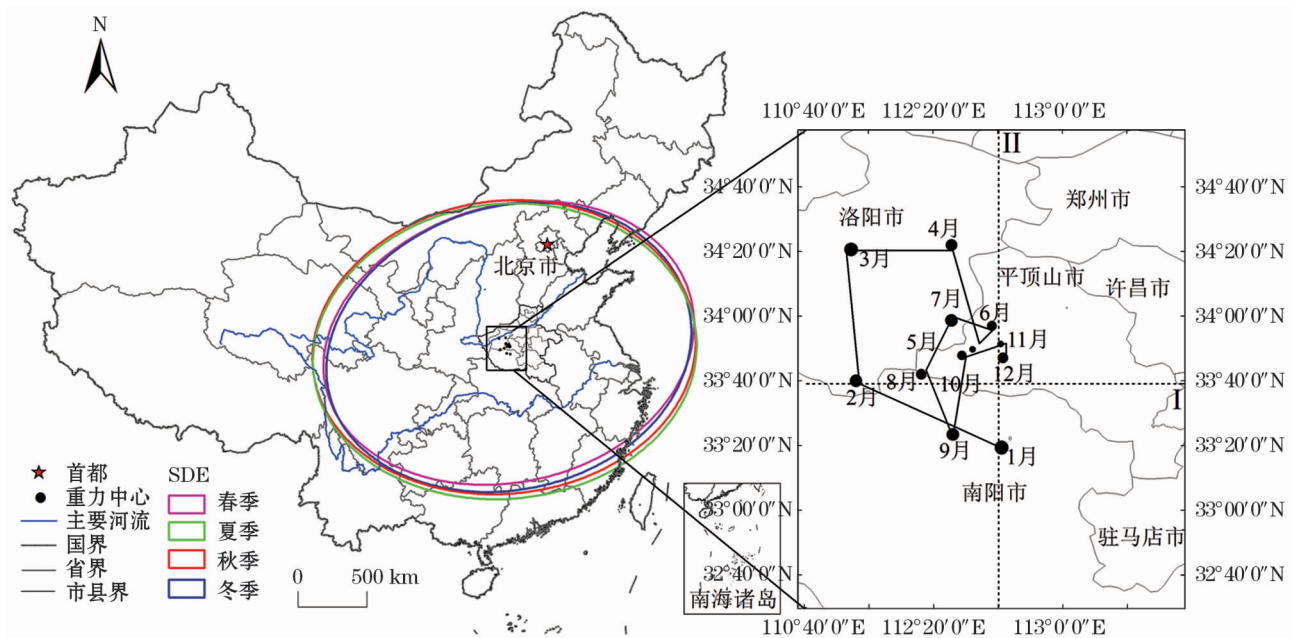 N
110°40′0″E 112°20′0″E 113°0′0″E
II
34°40′0″N
34°40′0″N
郑州市
洛阳市
4月
34°20′0″N
34°20′0″N
3月
北京市
平顶山市
7月
许昌市
6月
34°00′0″N
34°00′0″N
5月
11月
8月
10月
12月
33°40′0″N
33°40′0″N
2月
I
33°20′0″N
33°20′0″N
9月
1月
南阳市
33°00′0″N
33°00′0″N
驻马店市
32°40′0″N
32°40′0″N
南海诸岛
110°40′0″E 112°20′0″E 113°0′0″E
首都
重力中心
主要河流
国界
省界
市县界
SDE
春季
夏季
秋季
冬季
0 500 km